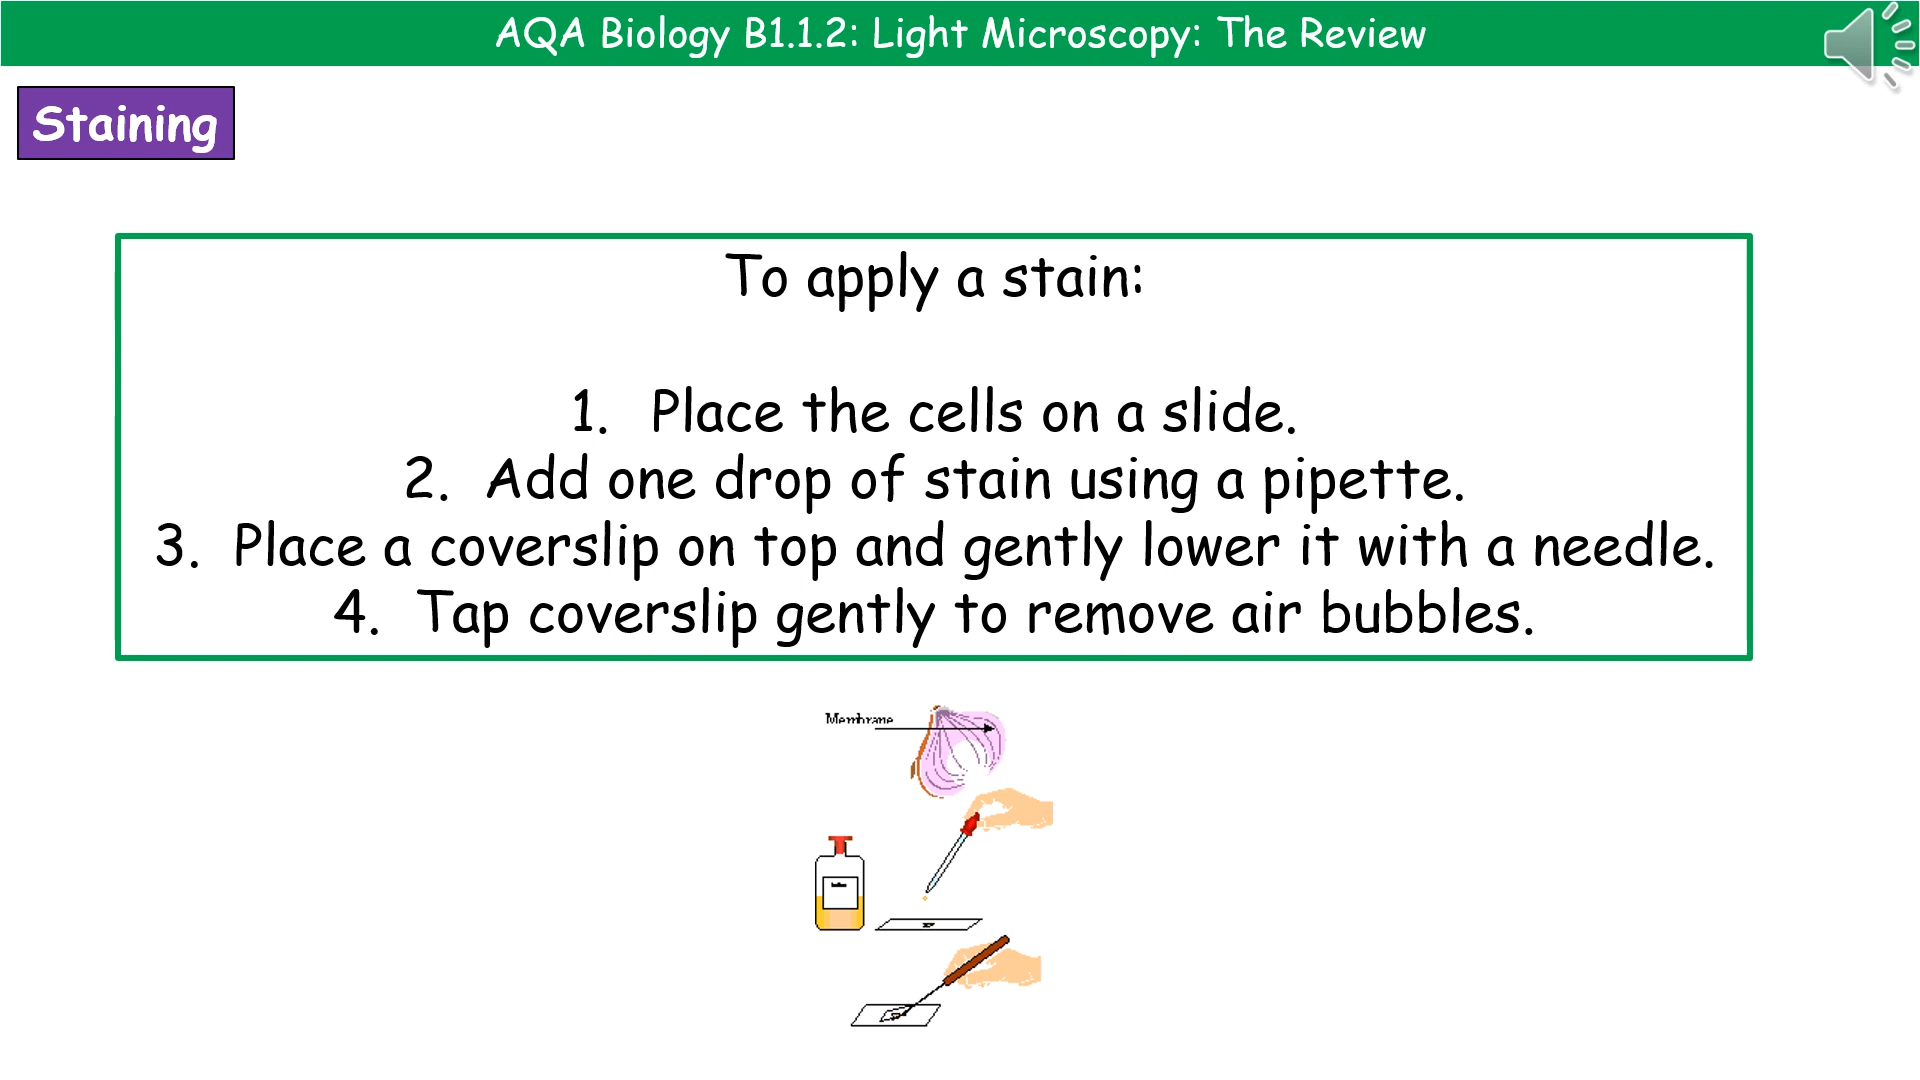 AQA Biology B1.1.2: Light Microscopy: The Review
Staining
To apply a stain:
1. Place the cells on a slide.
2. Add one drop of stain using a pipette.
3. Place a coverslip on top and gently lower it with a needle.
4. Tap coverslip gently to remove air bubbles.
Membrane